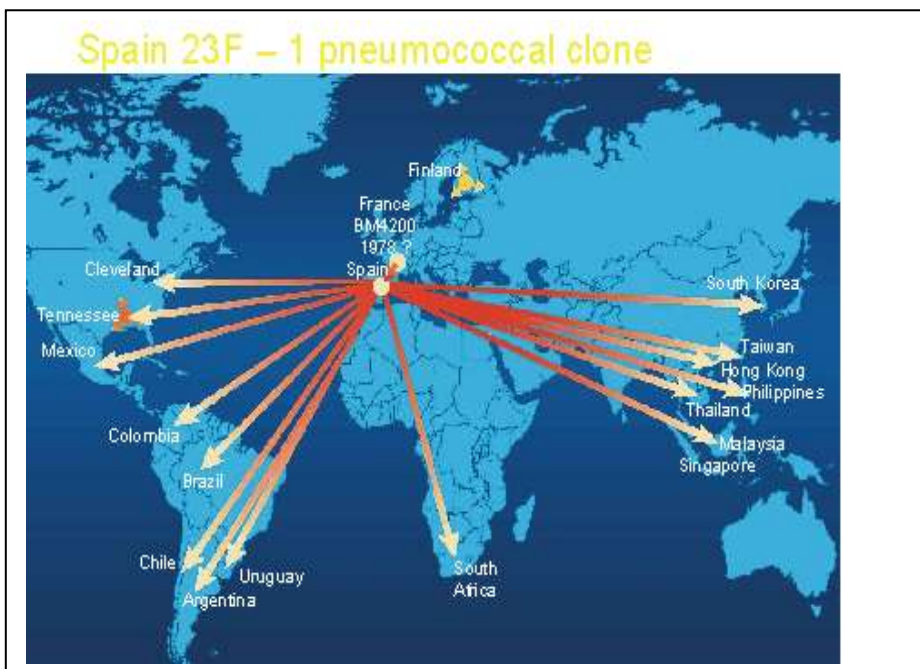 Spain 23F – 1 pneumococcal clone
Finland
France
BM4200
1978 ?
Spain
Cleveland
Tennessee
Mexico
South Korea
Taiwan
Hong Kong
Philippines
Thailand
Malaysia
Singapore
Colombia
Brazil
Chile
Uruguay
Argentina
South
Africa